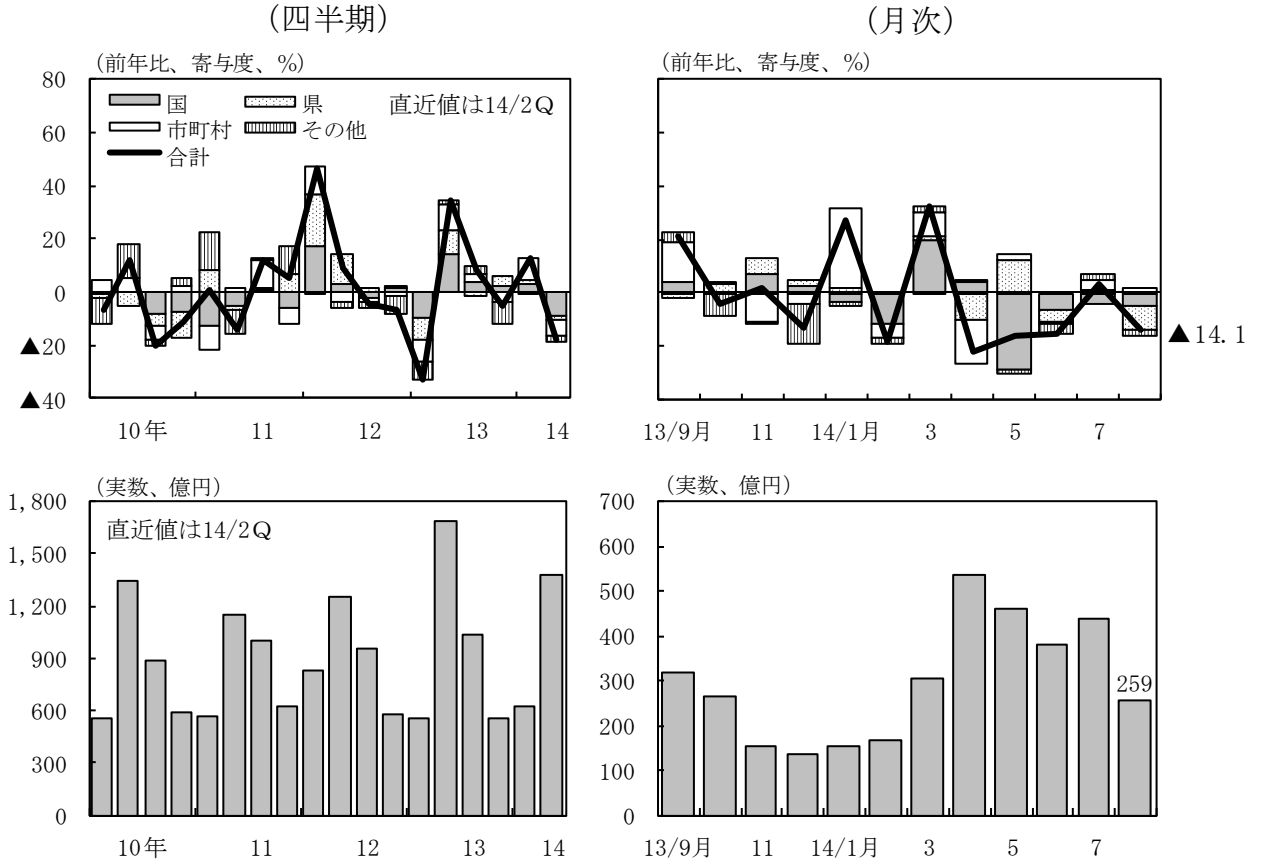 (四半期)
(月次)
(前年比、寄与度、%)
80
60
40
20
0
▲20
▲40
国
県
市町村
その他
合計
直近値は14/2Q
10年
11
12
13
14
(前年比、寄与度、%)
▲14.1
13/9月
11
14/1月
3
5
7
(実数、億円)
1,800
1,500
1,200
900
600
300
0
直近値は14/2Q
10年
11
12
13
14
(実数、億円)
700
600
500
400
300
200
100
0
259
13/9月
11
14/1月
3
5
7